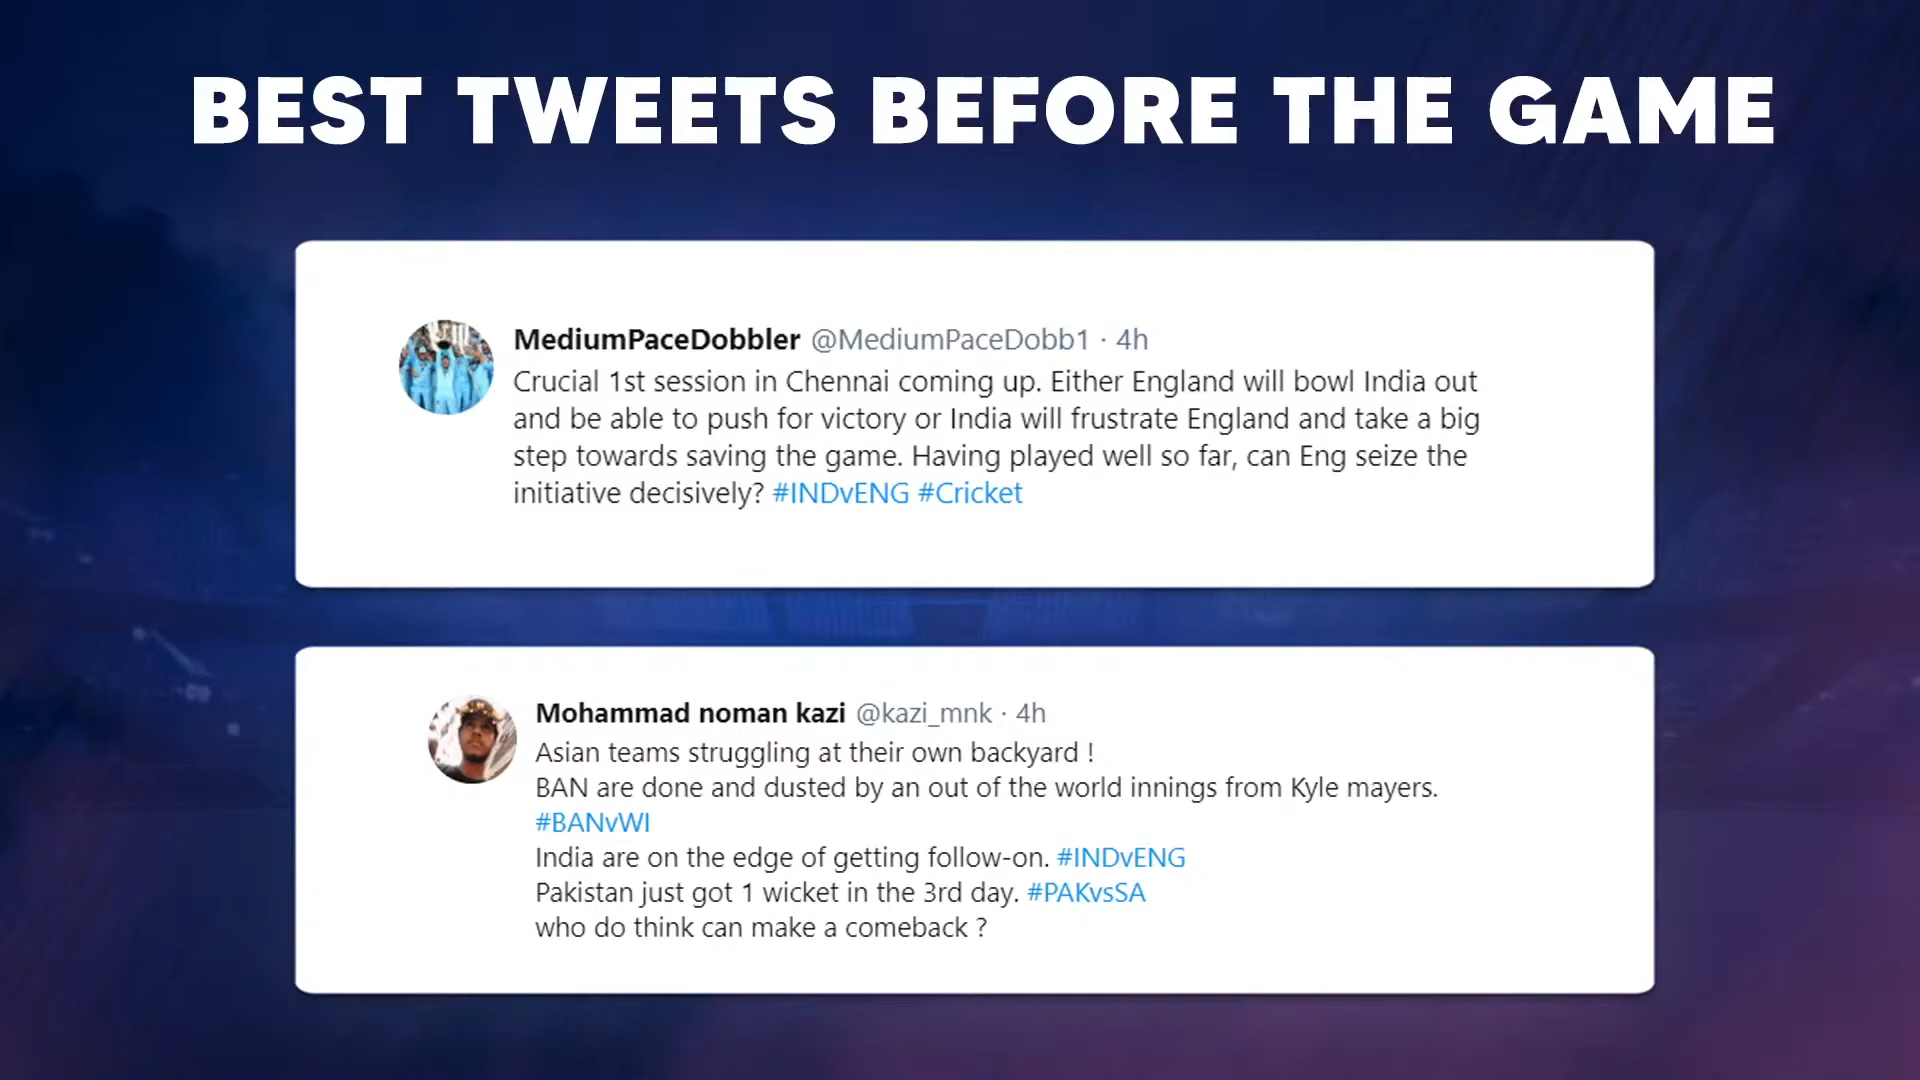 BEST TWEETS BEFORE THE GAME
MediumPaceDobbler @MediumPaceDobb1 · 4h
Crucial 1st session in Chennai coming up. Either England will bowl India out
and be able to push for victory or India will frustrate England and take a big
step towards saving the game. Having played well so far, can Eng seize the
initiative decisively? #INDvENG #Cricket
Mohammad noman kazi @kazi_mnk · 4h
Asian teams struggling at their own backyard !
BAN are done and dusted by an out of the world innings from Kyle mayers.
#BANvWI
India are on the edge of getting follow-on. #INDvENG
Pakistan just got 1 wicket in the 3rd day. #PAKvsSA
who do think can make a comeback ?